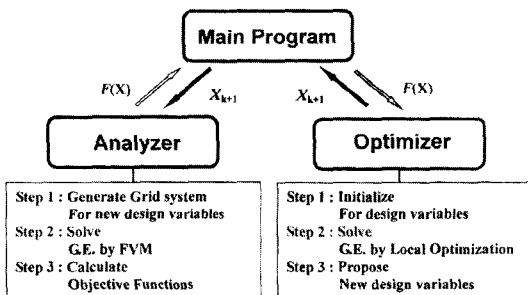 Main Program
F(X)
X_{k+1}
X_{k+1}
F(X)
Analyzer
Optimizer
Step 1 : Generate Grid system
For new design variables
Step 2 : Solve
G.E. by FVM
Step 3 : Calculate
Objective Functions
Step 1 : Initialize
For design variables
Step 2 : Solve
G.E. by Local Optimization
Step 3 : Propose
New design variables